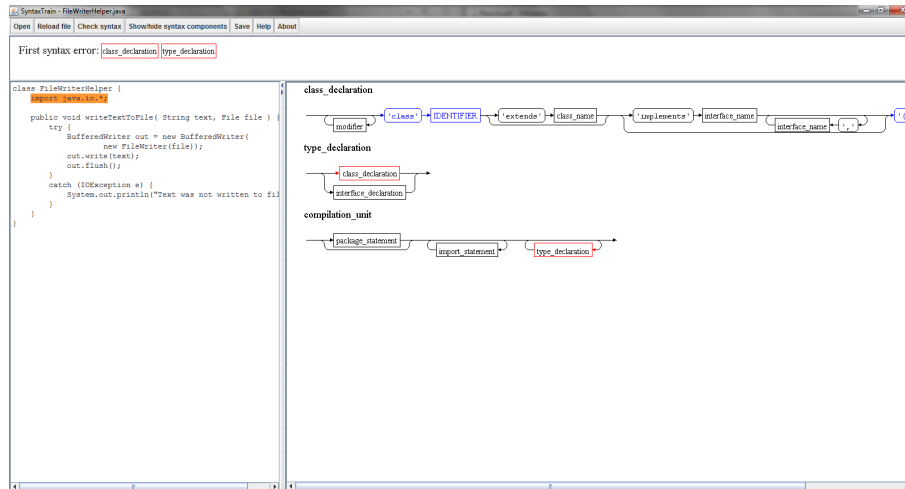 SyntaxTrain - FileWriterHelper.java
Open Reload file Check syntax Show/hide syntax components Save Help About
First syntax error: class_declaration type_declaration
class FileWriterHelper {
import java.io.*;
public void writeTextToFile( String text, File file ) {
try {
BufferedWriter out = new BufferedWriter(
new FileWriter(file));
out.write(text);
out.flush();
}
catch (IOException e) {
System.out.println("Text was not written to fil
}
}
}
class_declaration
modifier 'class' IDENTIFIER 'extends' class_name 'implements' interface_name interface_name ',' '{
type_declaration
class_declaration
interface_declaration
compilation_unit
package_statement import_statement type_declaration